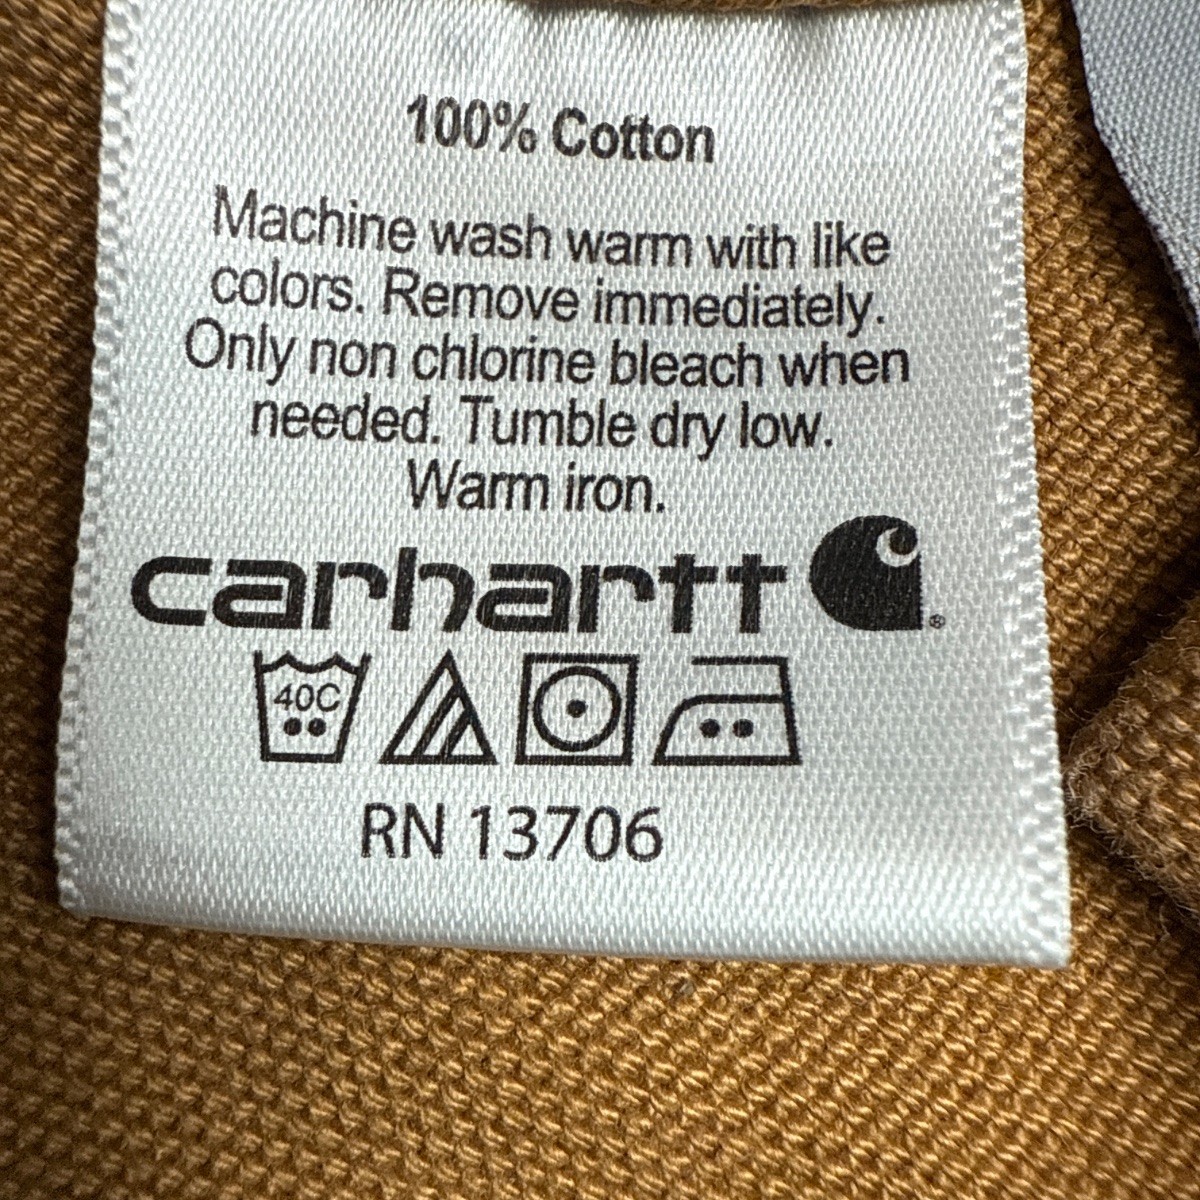 100% Cotton
Machine wash warm with like
colors. Remove immediately.
Only non chlorine bleach when
needed. Tumble dry low.
Warm iron.
carhartt ®
40C
RN 13706